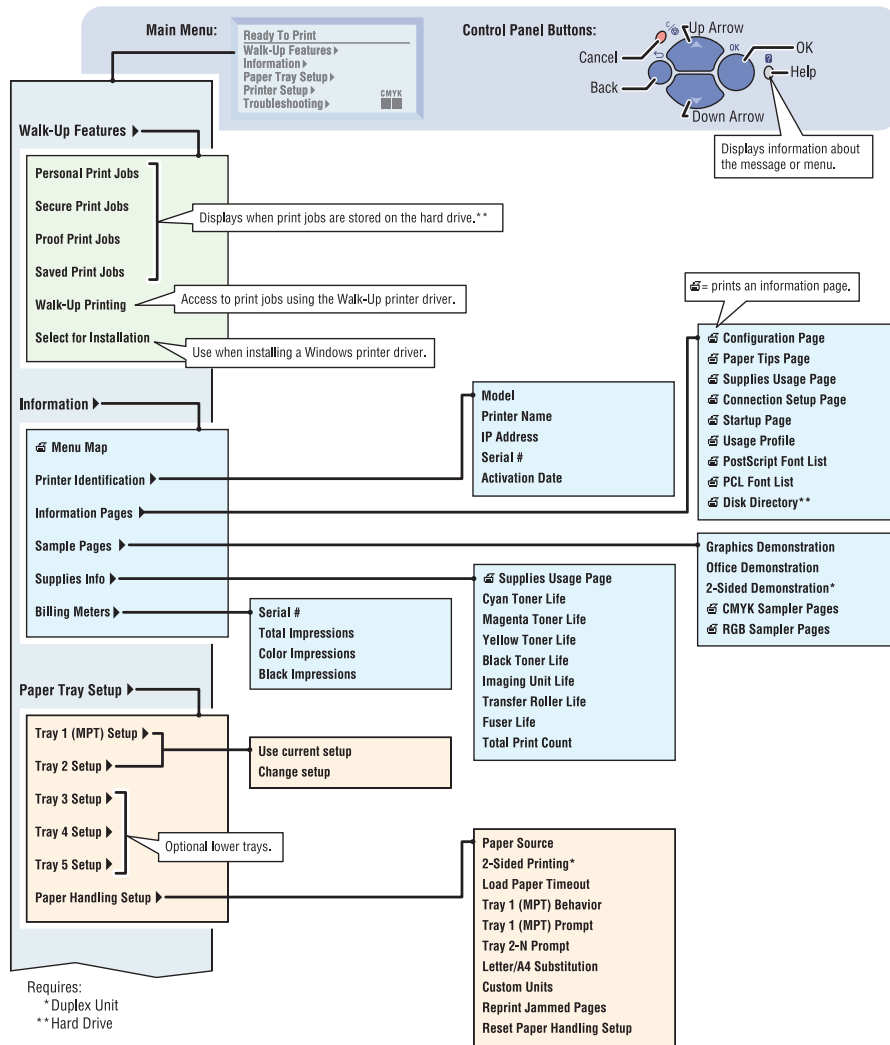 Main Menu:
Ready To Print
Walk-Up Features
Information
Paper Tray Setup
Printer Setup
Troubleshooting
CMYK
Control Panel Buttons:
C/
Up Arrow
Cancel
OK
OK
?
Help
Back
Down Arrow
Displays information about
the message or menu.
Walk-Up Features
Personal Print Jobs
Secure Print Jobs
Proof Print Jobs
Saved Print Jobs
Displays when print jobs are stored on the hard drive.**
Walk-Up Printing
Access to print jobs using the Walk-Up printer driver.
Select for Installation
Use when installing a Windows printer driver.
= prints an information page.
Configuration Page
Paper Tips Page
Supplies Usage Page
Connection Setup Page
Startup Page
Usage Profile
PostScript Font List
PCL Font List
Disk Directory**
Information
Menu Map
Printer Identification
Information Pages
Sample Pages
Supplies Info
Billing Meters
Model
Printer Name
IP Address
Serial #
Activation Date
Graphics Demonstration
Office Demonstration
2-Sided Demonstration*
CMYK Sampler Pages
RGB Sampler Pages
Supplies Usage Page
Cyan Toner Life
Magenta Toner Life
Yellow Toner Life
Black Toner Life
Imaging Unit Life
Transfer Roller Life
Fuser Life
Total Print Count
Serial #
Total Impressions
Color Impressions
Black Impressions
Paper Tray Setup
Tray 1 (MPT) Setup
Tray 2 Setup
Tray 3 Setup
Tray 4 Setup
Tray 5 Setup
Paper Handling Setup
Use current setup
Change setup
Optional lower trays.
Paper Source
2-Sided Printing*
Load Paper Timeout
Tray 1 (MPT) Behavior
Tray 1 (MPT) Prompt
Tray 2-N Prompt
Letter/A4 Substitution
Custom Units
Reprint Jammed Pages
Reset Paper Handling Setup
Requires:
*Duplex Unit
**Hard Drive